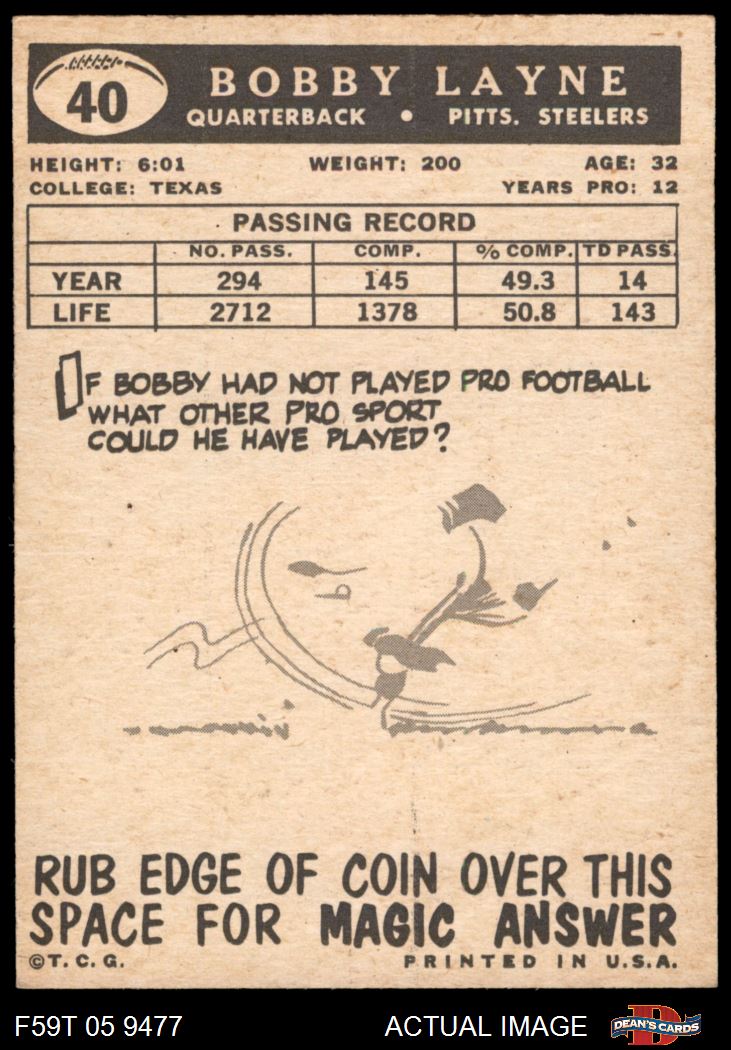 40
BOBBY LAYNE
QUARTERBACK • PITTS. STEELERS
HEIGHT: 6:01 WEIGHT: 200 AGE: 32
COLLEGE: TEXAS YEARS PRO: 12
PASSING RECORD
NO. PASS. COMP. % COMP. TD PASS.
YEAR 294 145 49.3 14
LIFE 2712 1378 50.8 143
IF BOBBY HAD NOT PLAYED PRO FOOTBALL
WHAT OTHER PRO SPORT
COULD HE HAVE PLAYED?
RUB EDGE OF COIN OVER THIS
SPACE FOR MAGIC ANSWER
©T. C. G. PRINTED IN U.S.A.
F59T 05 9477 ACTUAL IMAGE D DEAN'S CARDS